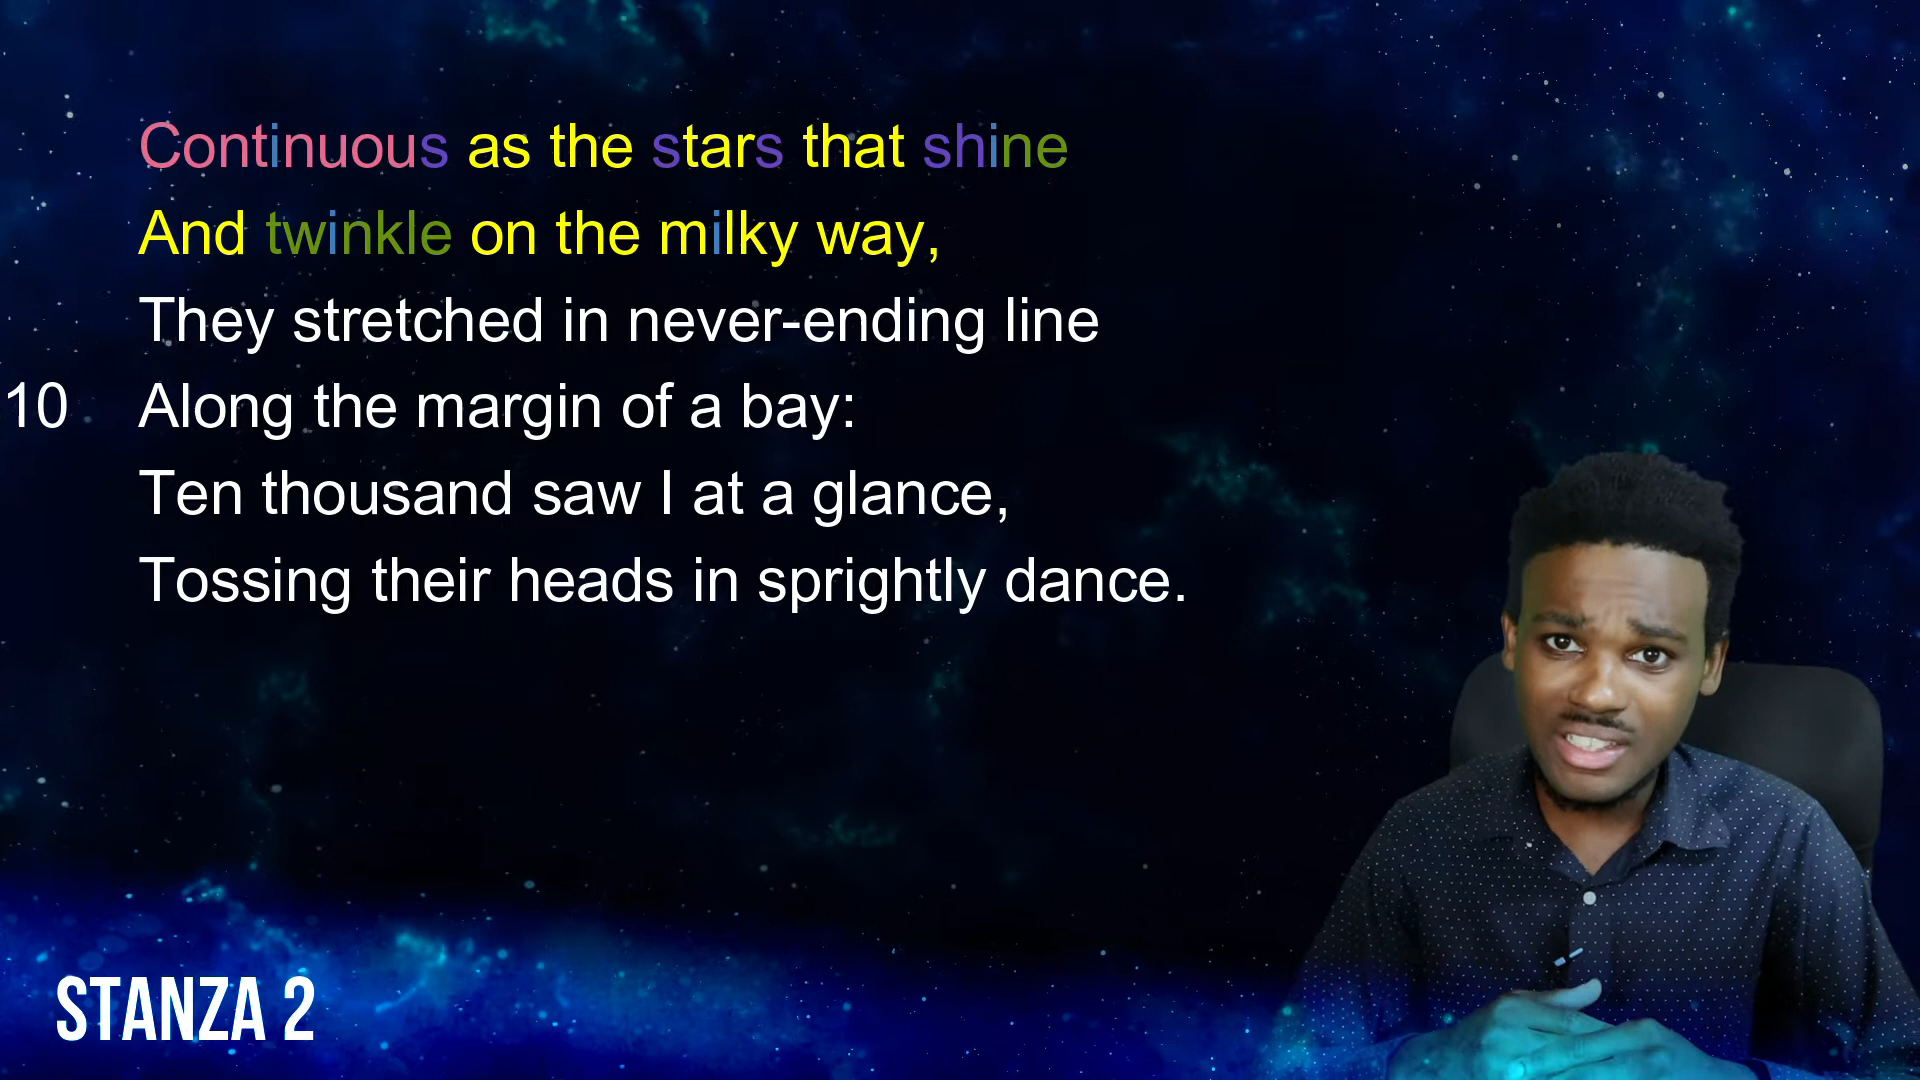 Continuous as the stars that shine
And twinkle on the milky way,
They stretched in never-ending line
10 Along the margin of a bay:
Ten thousand saw I at a glance,
Tossing their heads in sprightly dance.
STANZA 2